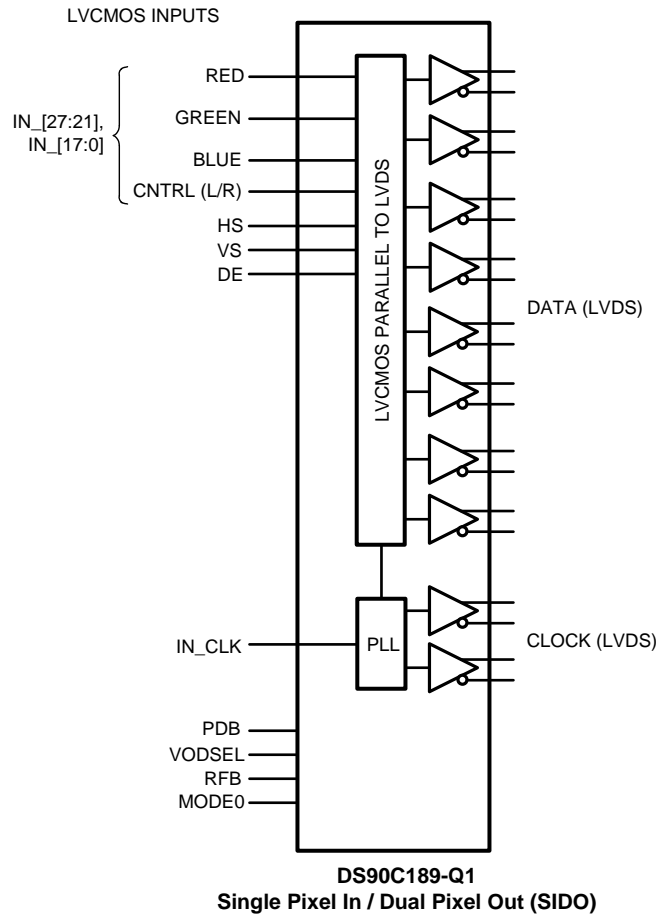 LVCMOS INPUTS
RED
GREEN
IN_[27:21],
IN_[17:0]
BLUE
CNTRL (L/R)
HS
VS
DE
LVCMOS PARALLEL TO LVDS
DATA (LVDS)
IN_CLK
PLL
CLOCK (LVDS)
PDB
VODSEL
RFB
MODE0
DS90C189-Q1
Single Pixel In / Dual Pixel Out (SIDO)